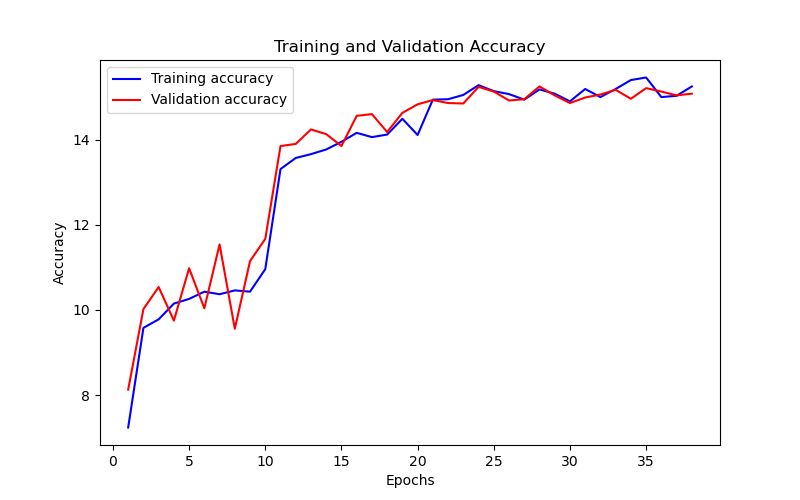 Training and Validation Accuracy
Training accuracy
Validation accuracy
14
12
10
8
Accuracy
0 5 10 15 20 25 30 35
Epochs